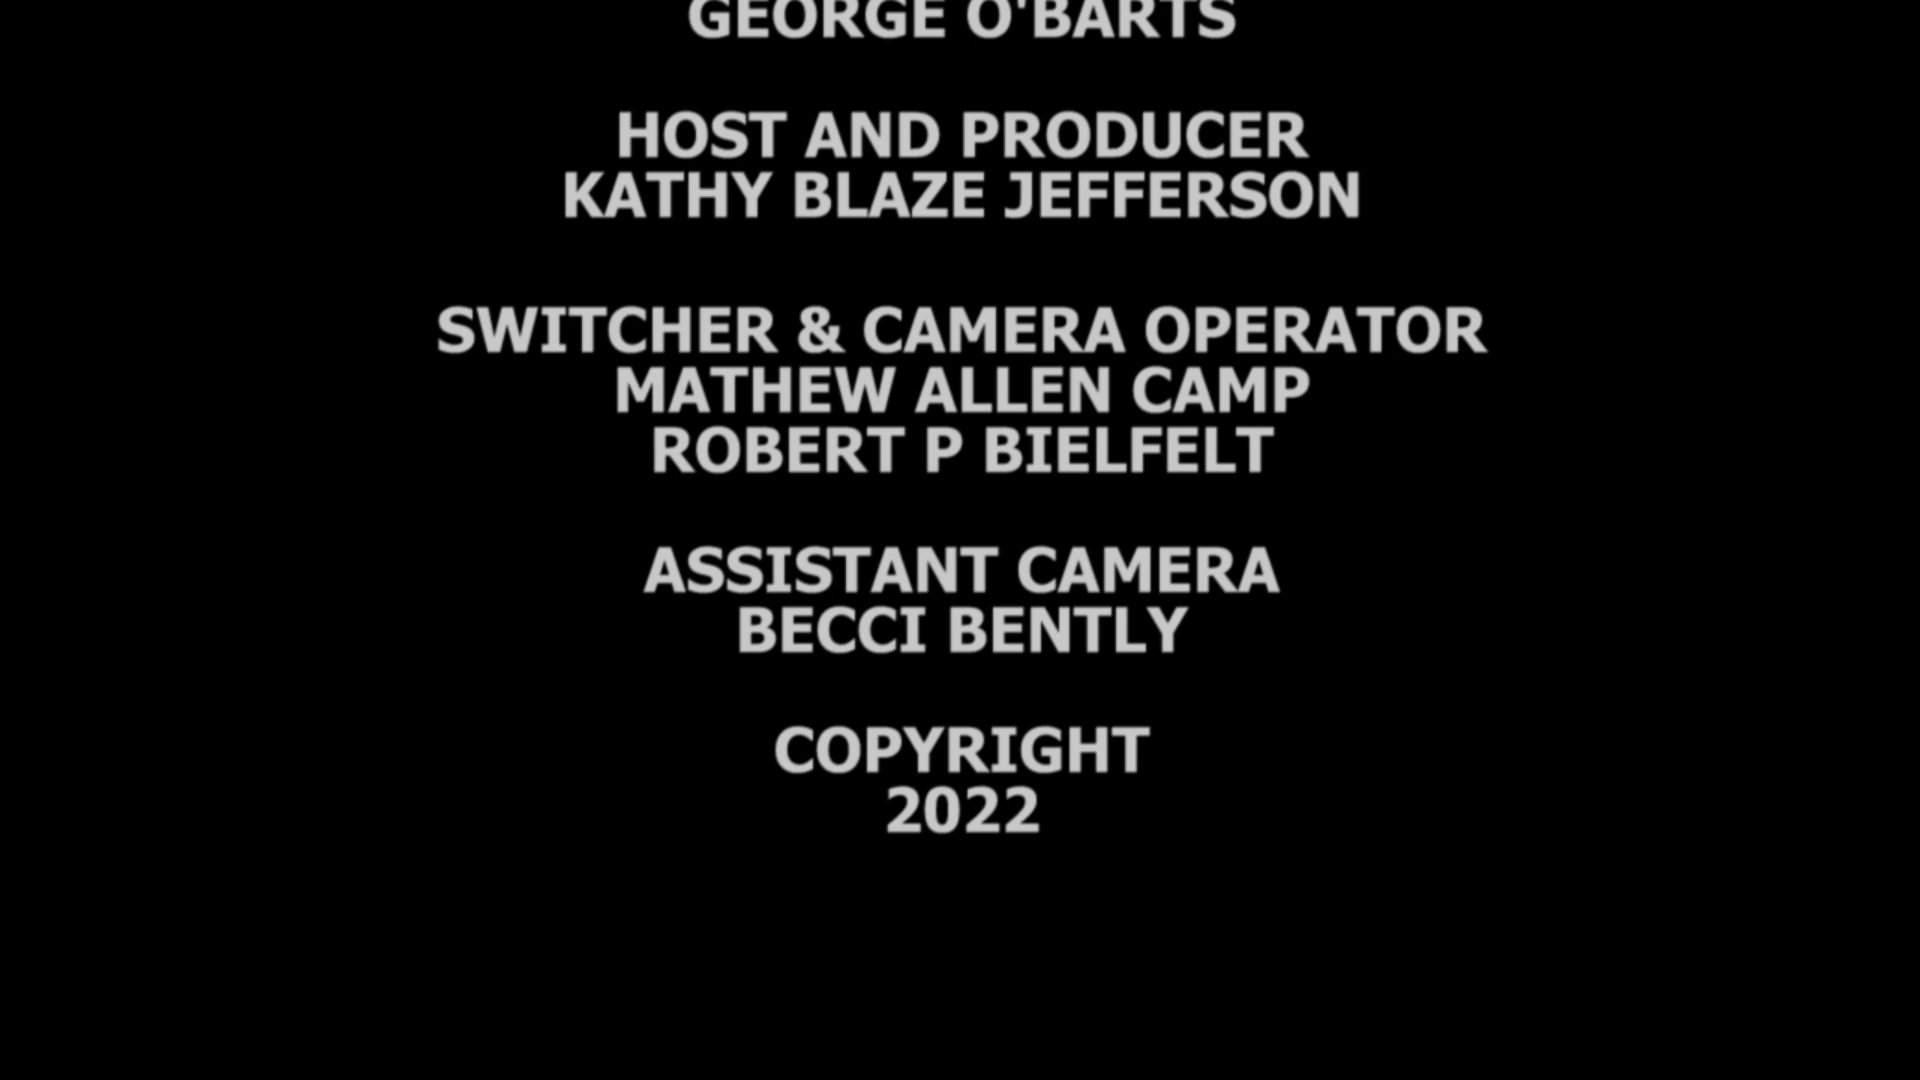 GEORGE O'BARTS
HOST AND PRODUCER
KATHY BLAZE JEFFERSON
SWITCHER & CAMERA OPERATOR
MATHEW ALLEN CAMP
ROBERT P BIELFELT
ASSISTANT CAMERA
BECCI BENTLY
COPYRIGHT
2022